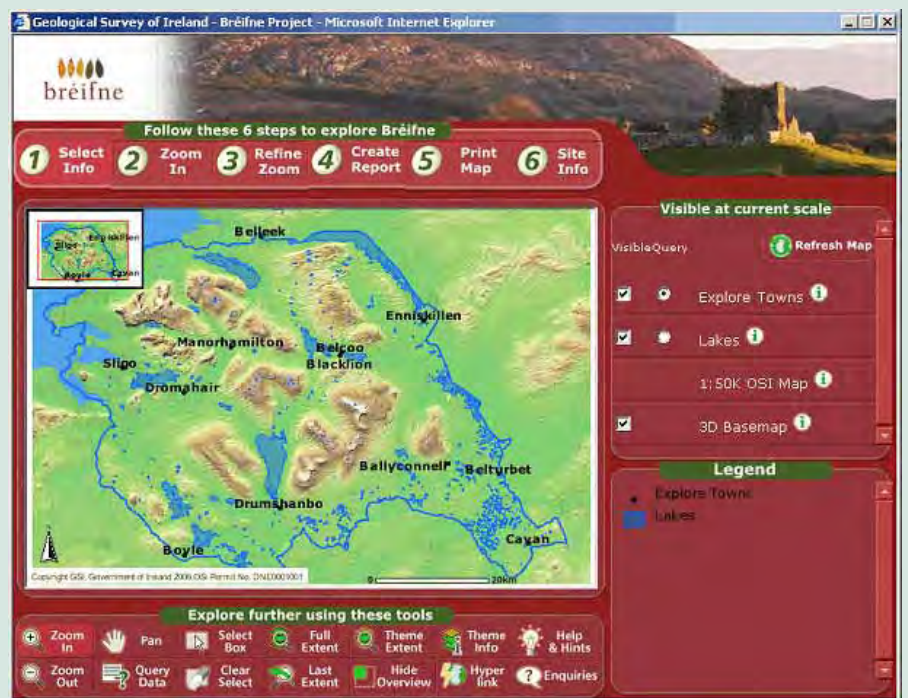 Geological Survey of Ireland - Bréifne Project - Microsoft Internet Explorer
bréifne
Follow these 6 steps to explore Bréifne
1 Select Info
2 Zoom In
3 Refine Zoom
4 Create Report
5 Print Map
6 Site Info
Sligo
Enniskillen
Boyle
Cavan
Belleek
Enniskillen
Manorhamilton
Belcoo
Blacklion
Sligo
Dromahair
Ballyconnell
Belturbet
Drumshanbo
Cavan
Boyle
Copyright GSI, Government of Ireland 2006 OSi Permit No.
0 20km
Visible at current scale
Visible Query
Refresh Map
Explore Towns
Lakes
1:50K OSI Map
3D Basemap
Legend
Explore Towns
Lakes
Explore further using these tools
Zoom In
Pan
Select Box
Full Extent
Theme Extent
Theme Info
Help & Hints
Zoom Out
Query Data
Clear Select
Last Extent
Hide Overview
Hyper link
Enquiries